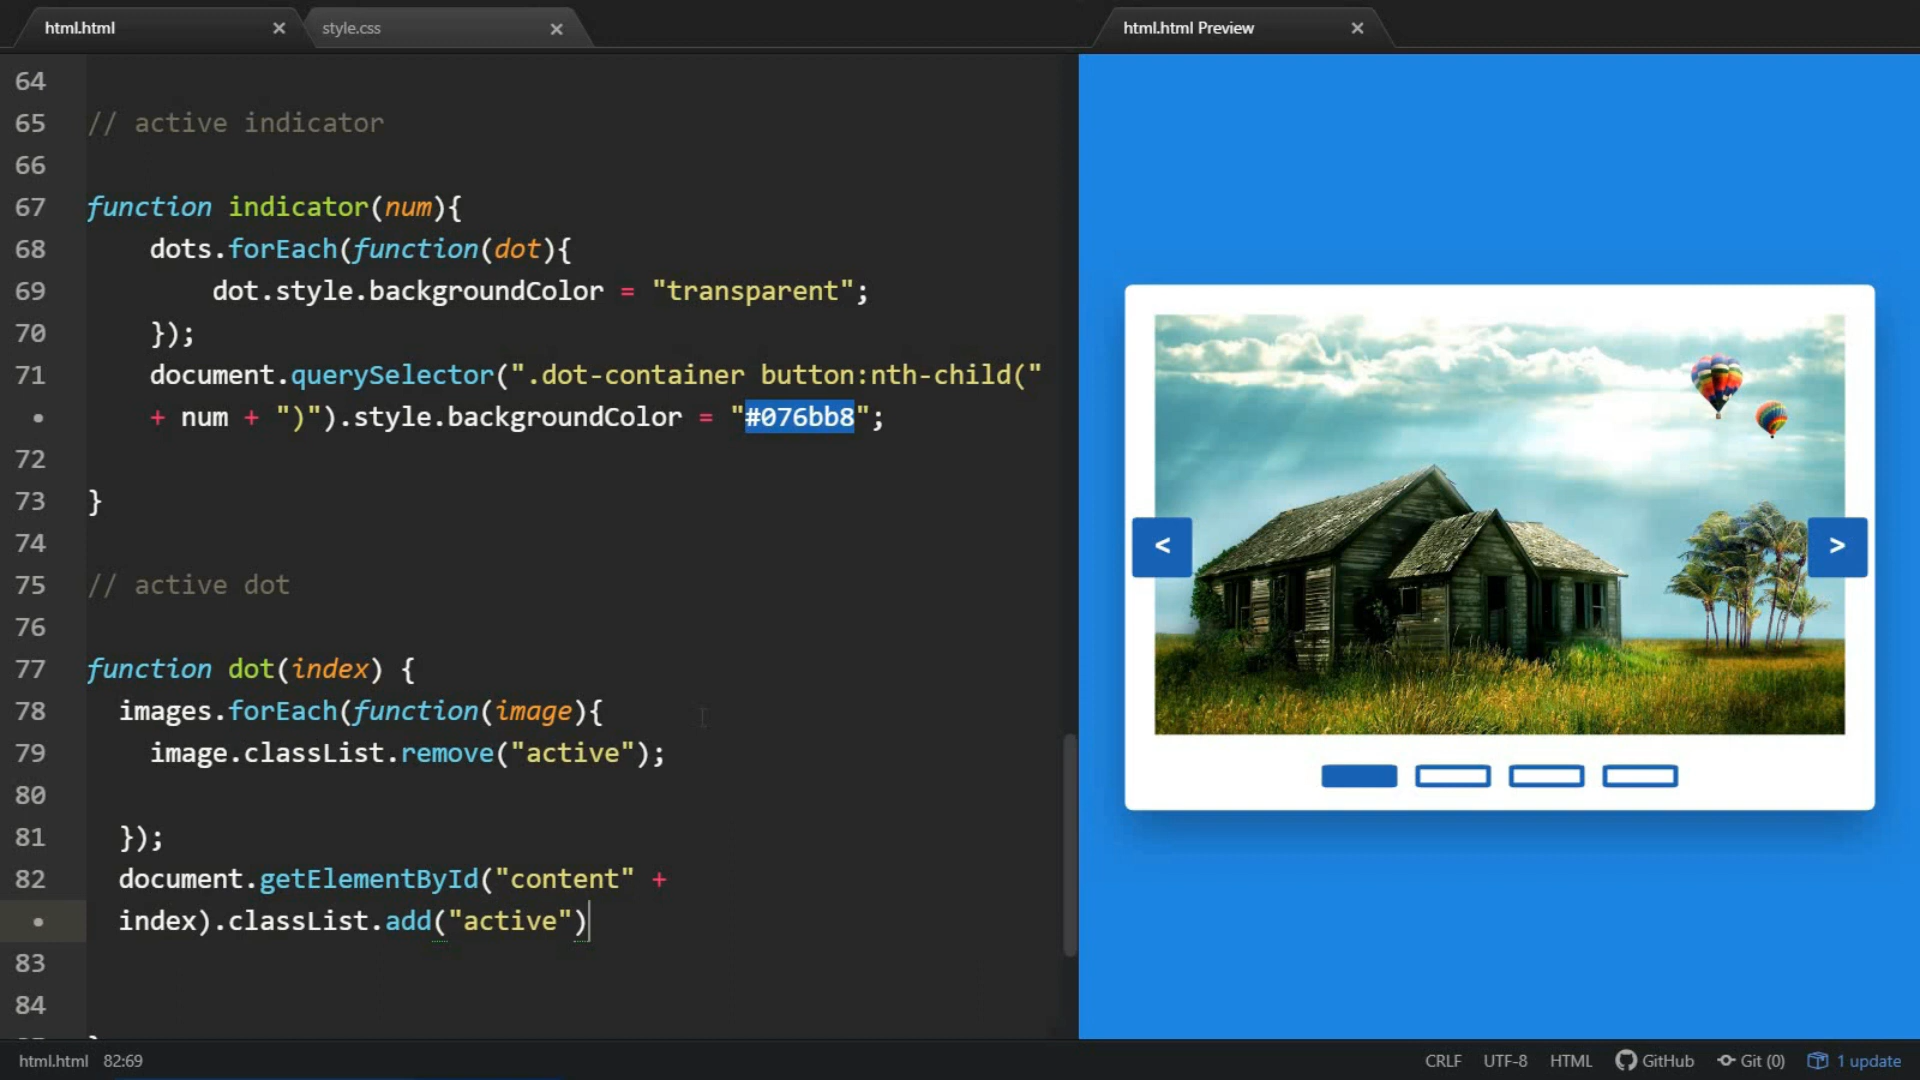 html.html
style.css
html.html Preview
64
65 // active indicator
66
67 function indicator(num){
68 dots.forEach(function(dot){
69 dot.style.backgroundColor = "transparent";
70 });
71 document.querySelector(".dot-container button:nth-child("
• + num + ")").style.backgroundColor = "#076bb8";
72
73 }
74
75 // active dot
76
77 function dot(index) {
78 images.forEach(function(image){
79 image.classList.remove("active");
80
81 });
82 document.getElementById("content" +
• index).classList.add("active")
83
84
<
>
html.html 82:69
CRLF UTF-8 HTML GitHub Git (0) 1 update